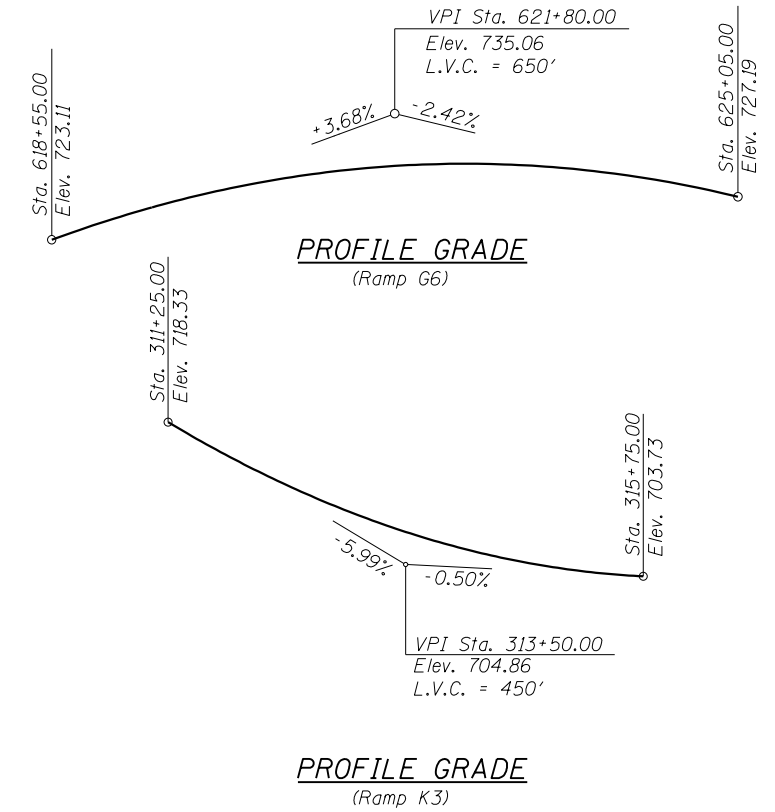 VPI Sta. 621+80.00
Elev. 735.06
L.V.C. = 650'
+3.68%
-2.42%
Sta. 618+55.00
Elev. 723.11
Sta. 625+05.00
Elev. 727.19
PROFILE GRADE
(Ramp G6)
Sta. 311+25.00
Elev. 718.33
Sta. 315+75.00
Elev. 703.73
-5.99%
-0.50%
VPI Sta. 313+50.00
Elev. 704.86
L.V.C. = 450'
PROFILE GRADE
(Ramp K3)